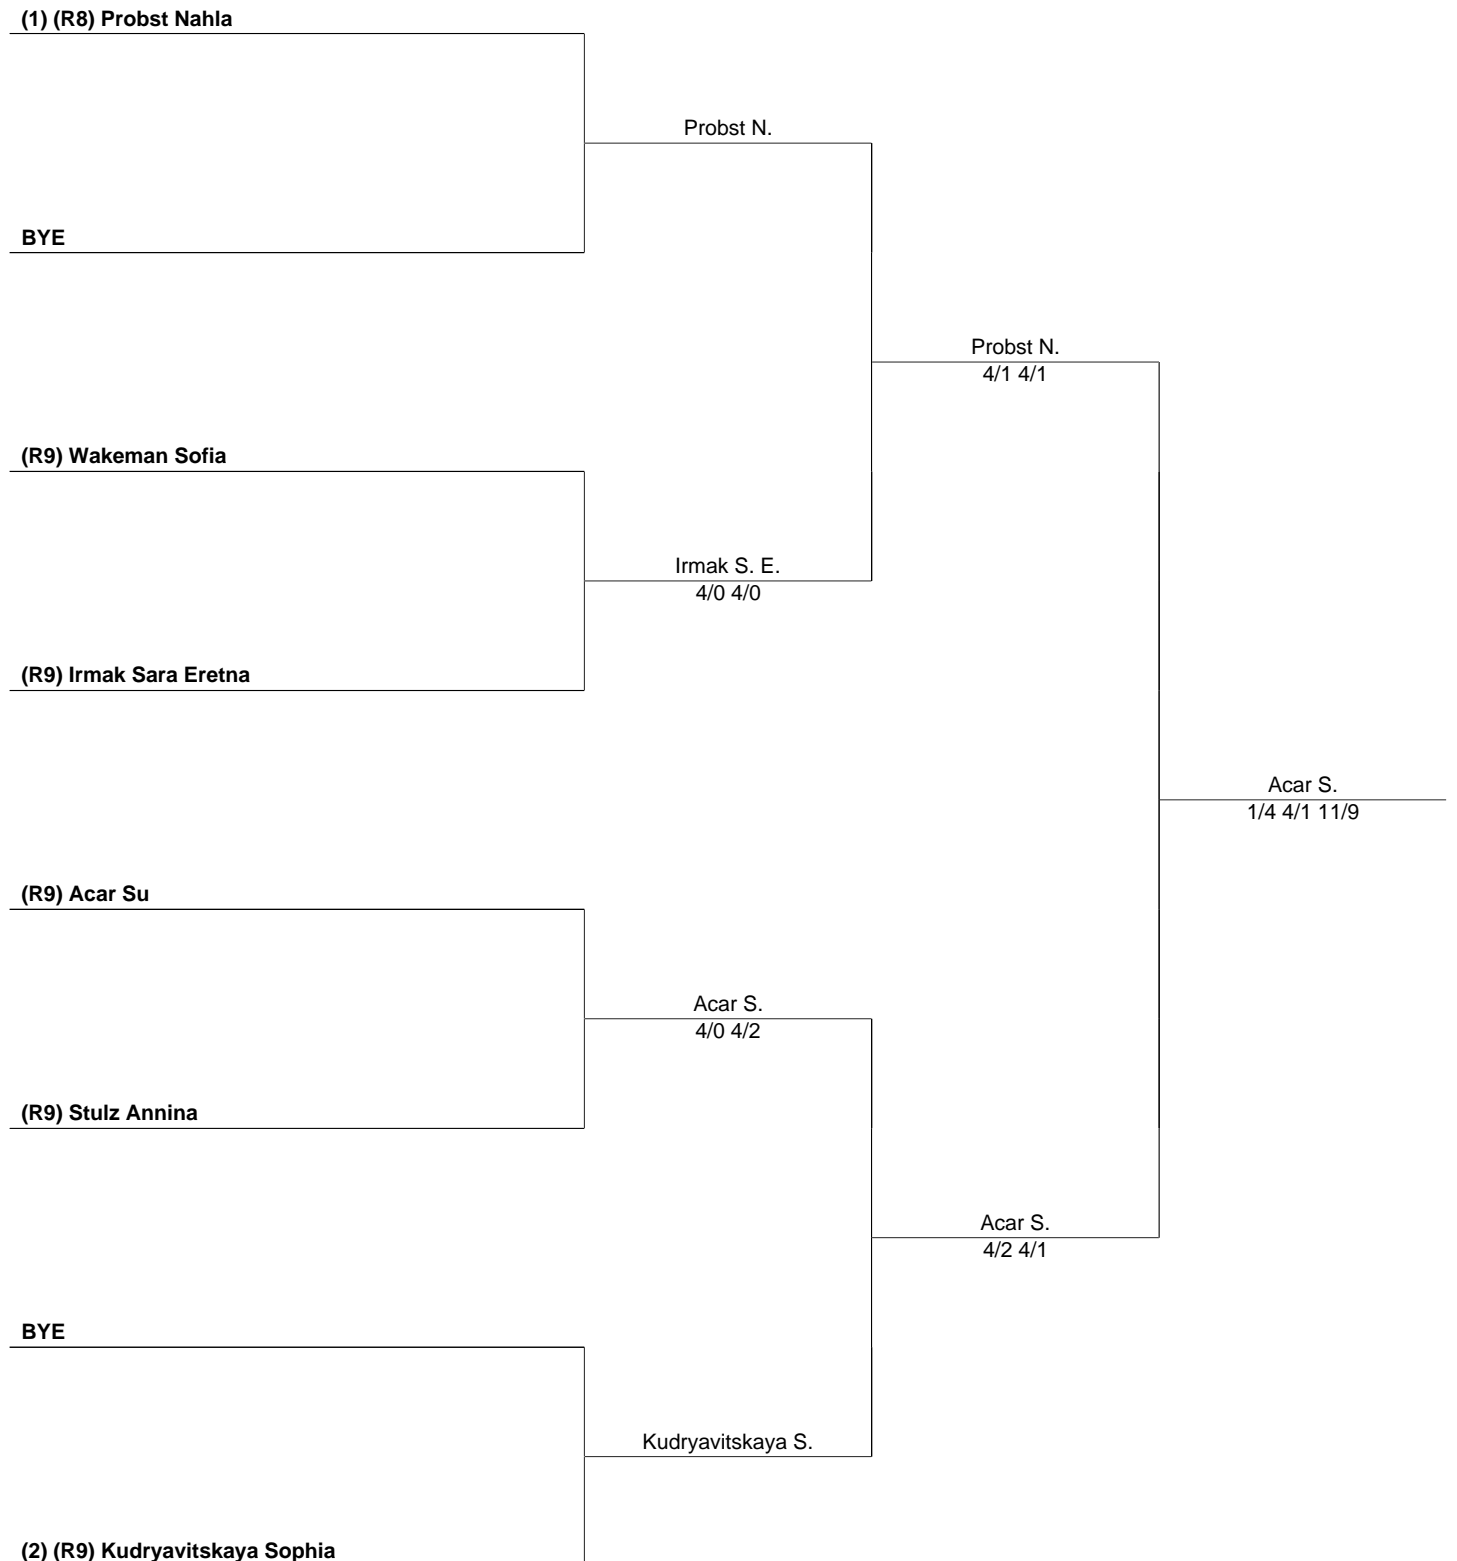 (1) (R8) Probst Nahla
Probst N.
BYE
Probst N.
4/1 4/1
(R9) Wakeman Sofia
Irmak S. E.
4/0 4/0
(R9) Irmak Sara Eretna
Acar S.
1/4 4/1 11/9
(R9) Acar Su
Acar S.
4/0 4/2
(R9) Stulz Annina
Acar S.
4/2 4/1
BYE
Kudryavitskaya S.
(2) (R9) Kudryavitskaya Sophia